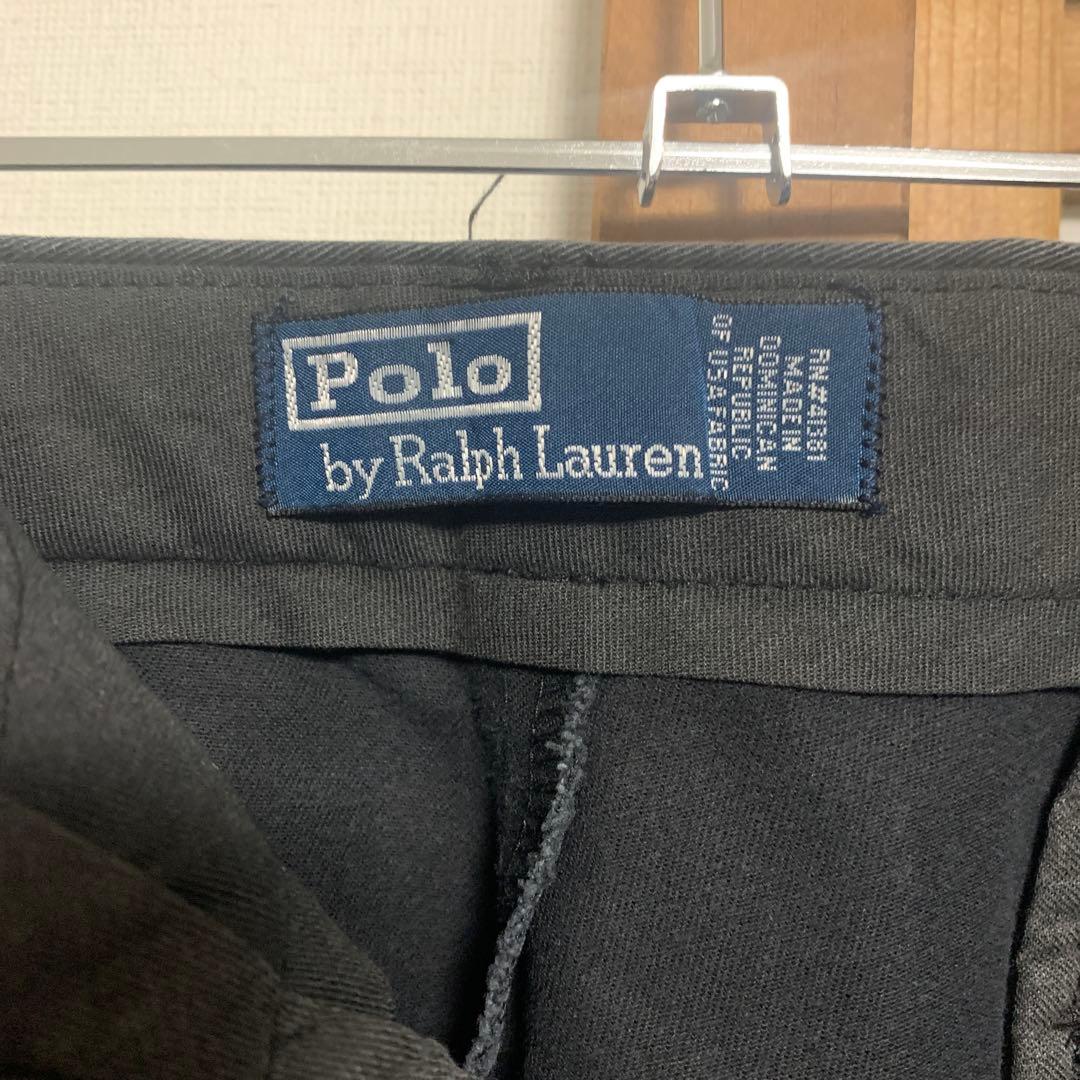 Polo
by Ralph Lauren
RN#41381
MADE IN
DOMINICAN
REPUBLIC
OF USA FABRIC